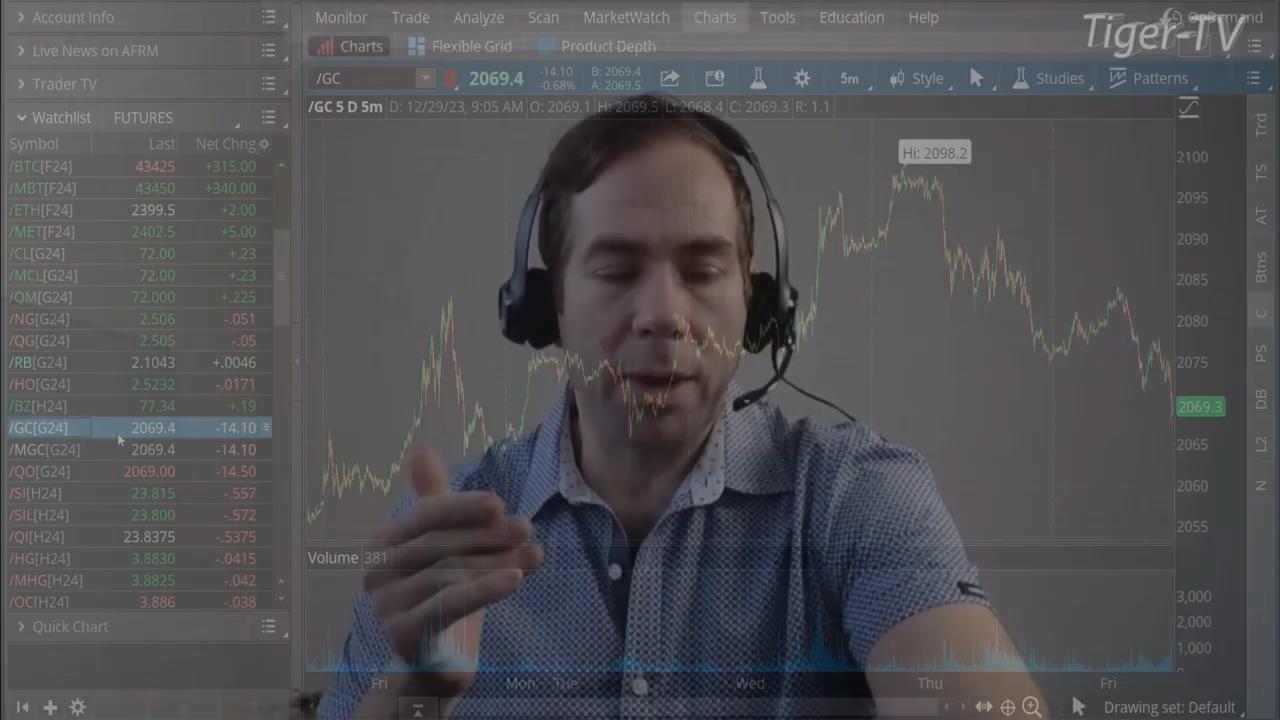 Account Info
Live News on AFRM
Trader TV
Watchlist FUTURES
Symbol Last Net Chng
/BTC[F24] 43425 +315.00
/MBT[F24] 43450 +340.00
/ETH[F24] 2399.5 +2.00
/MET[F24] 2402.5 +5.00
/CL[G24] 72.00 +.23
/MCL[G24] 72.00 +.23
/QM[G24] 72.000 +.225
/NG[G24] 2.506 -.051
/QG[G24] 2.505 -.05
/RB[G24] 2.1043 +.0046
/HO[G24] 2.5232 -.0171
/BZ[H24] 77.34 +.19
/GC[G24] 2069.4 -14.10
/MGC[G24] 2069.4 -14.10
/QO[G24] 2069.00 -14.50
/SI[H24] 23.815 -.557
/SIL[H24] 23.800 -.572
/QI[H24] 23.8375 -.5375
/HG[H24] 3.8830 -.0415
/MHG[H24] 3.8825 -.042
/QC[H24] 3.886 -.038
Quick Chart
Monitor Trade Analyze Scan MarketWatch Charts Tools Education Help
OnDemand
Tiger-TV
Charts Flexible Grid Product Depth
/GC 2069.4 -14.10 B: 2069.4
-0.68% A: 2069.5
5m Style Studies Patterns
/GC 5 D 5m D: 12/29/23, 9:05 AM O: 2069.1 H: 2069.5 L: 2068.4 C: 2069.3 R: 1.1
Hi: 2098.2
2100
2095
2090
2085
2080
2075
2069.3
2065
2060
2055
Volume 381
3,000
2,000
1,000
Fri Mon Tue Wed Thu Fri
Drawing set: Default
Trd
TS
AT
Btns
C
PS
DB
L2
N